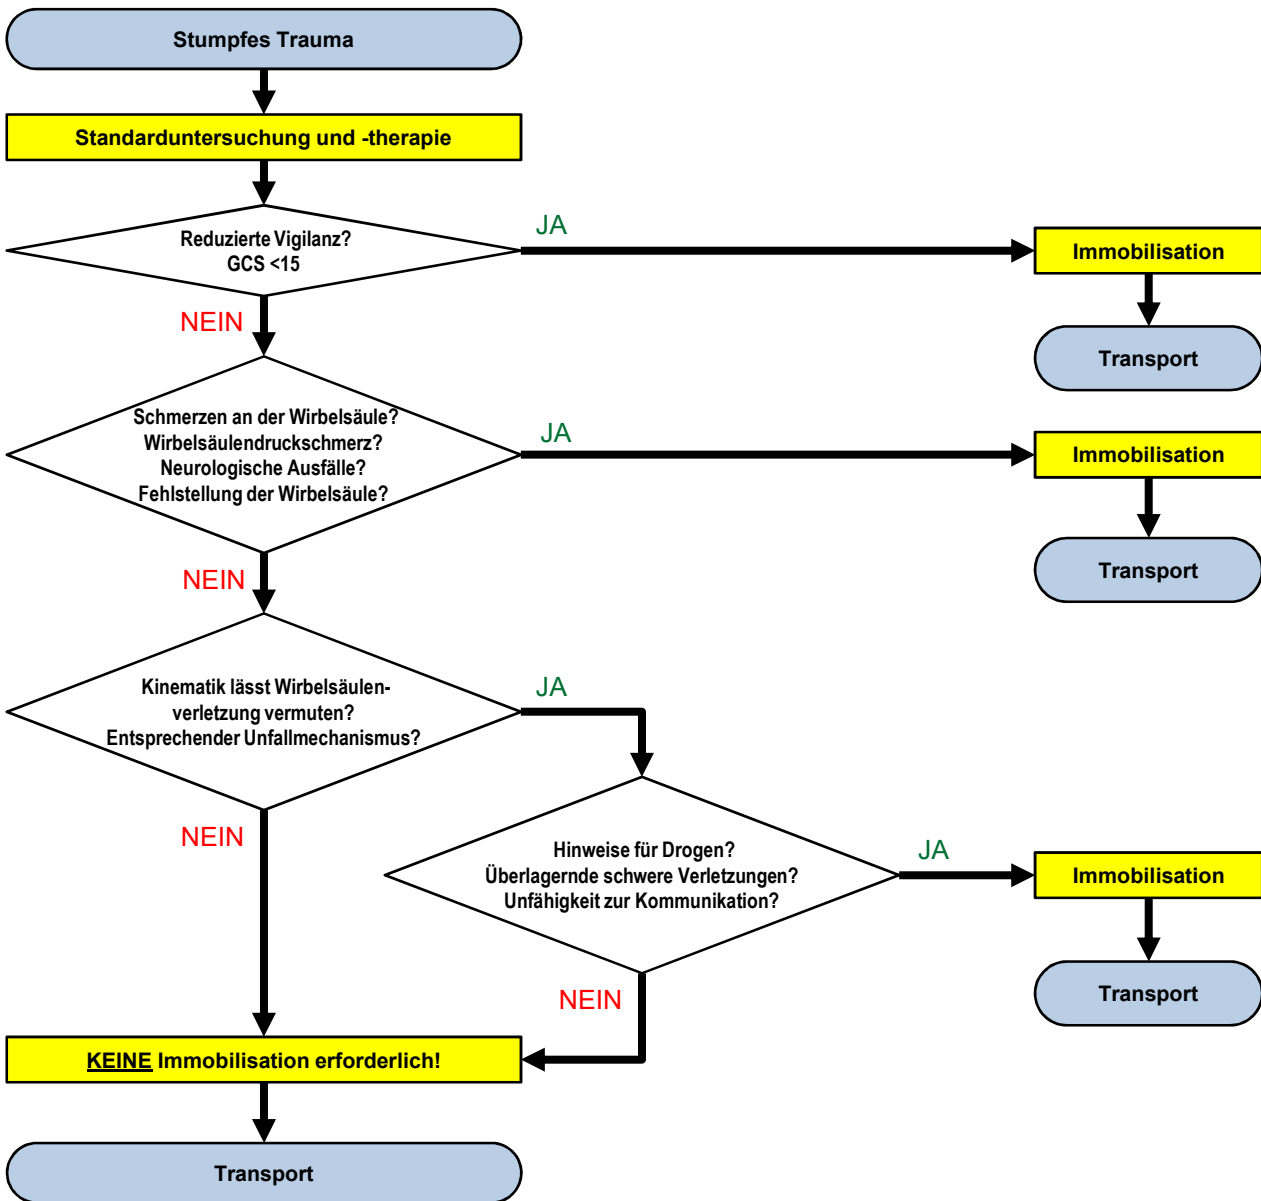 Stumpfes Trauma
Standarduntersuchung und -therapie
Reduzierte Vigilanz?
GCS <15
JA
Immobilisation
Transport
NEIN
Schmerzen an der Wirbelsäule?
Wirbelsäulendruckschmerz?
Neurologische Ausfälle?
Fehlstellung der Wirbelsäule?
JA
Immobilisation
Transport
NEIN
Kinematik lässt Wirbelsäulen-
verletzung vermuten?
Entsprechender Unfallmechanismus?
JA
NEIN
Hinweise für Drogen?
Überlagernde schwere Verletzungen?
Unfähigkeit zur Kommunikation?
JA
Immobilisation
Transport
NEIN
KEINE Immobilisation erforderlich!
Transport